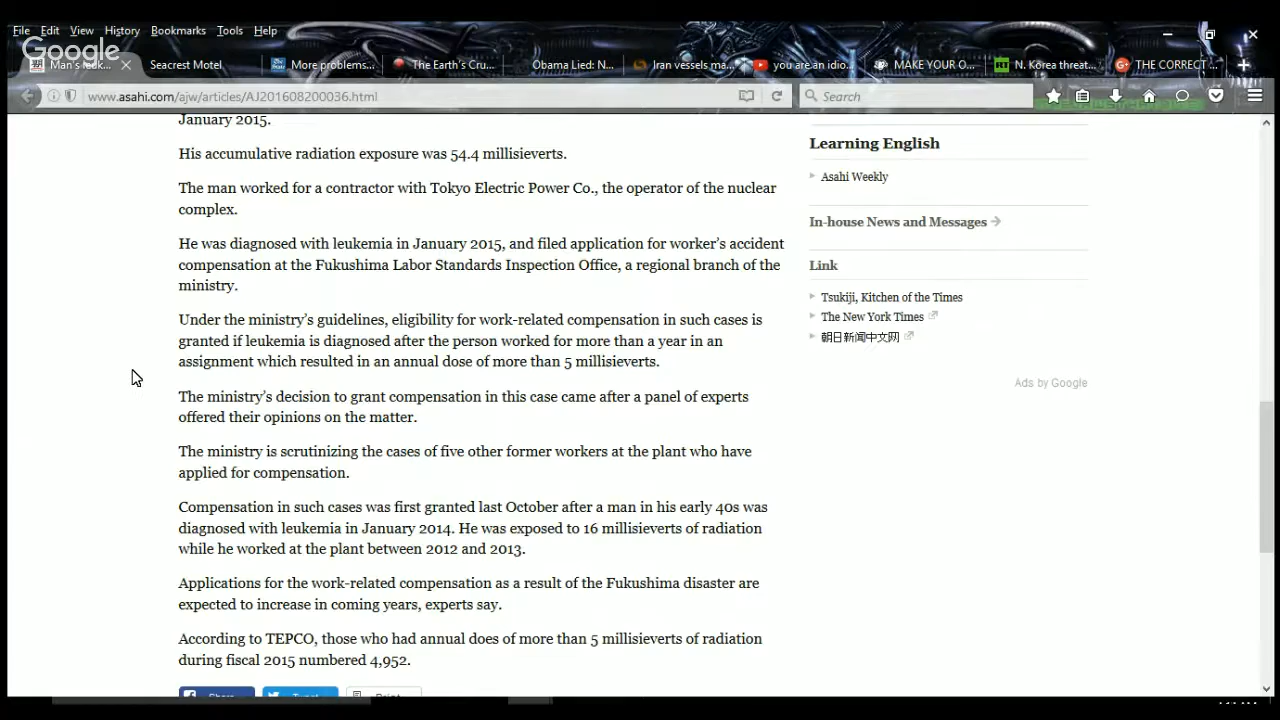 File Edit View History Bookmarks Tools Help
Google
Man's leuk... Seacrest Motel More problems... The Earth's Cru... Obama Lied: N... Iran vessels ma... you are an idio... MAKE YOUR O... N. Korea threat... THE CORRECT ...
www.asahi.com/ajw/articles/AJ201608200036.html Search
January 2015.
His accumulative radiation exposure was 54.4 millisieverts.
The man worked for a contractor with Tokyo Electric Power Co., the operator of the nuclear
complex.
He was diagnosed with leukemia in January 2015, and filed application for worker's accident
compensation at the Fukushima Labor Standards Inspection Office, a regional branch of the
ministry.
Under the ministry's guidelines, eligibility for work-related compensation in such cases is
granted if leukemia is diagnosed after the person worked for more than a year in an
assignment which resulted in an annual dose of more than 5 millisieverts.
The ministry's decision to grant compensation in this case came after a panel of experts
offered their opinions on the matter.
The ministry is scrutinizing the cases of five other former workers at the plant who have
applied for compensation.
Compensation in such cases was first granted last October after a man in his early 40s was
diagnosed with leukemia in January 2014. He was exposed to 16 millisieverts of radiation
while he worked at the plant between 2012 and 2013.
Applications for the work-related compensation as a result of the Fukushima disaster are
expected to increase in coming years, experts say.
According to TEPCO, those who had annual does of more than 5 millisieverts of radiation
during fiscal 2015 numbered 4,952.
Share Tweet Print
Learning English
Asahi Weekly
In-house News and Messages
Link
Tsukiji, Kitchen of the Times
The New York Times
朝日新闻中文网
Ads by Google